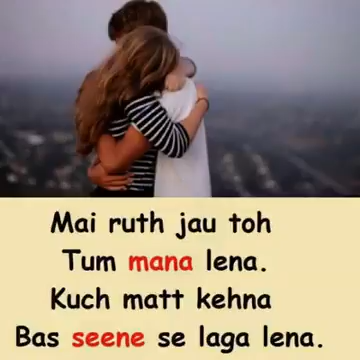 Mai ruth jau toh
Tum mana lena.
Kuch matt kehna
Bas seene se laga lena.